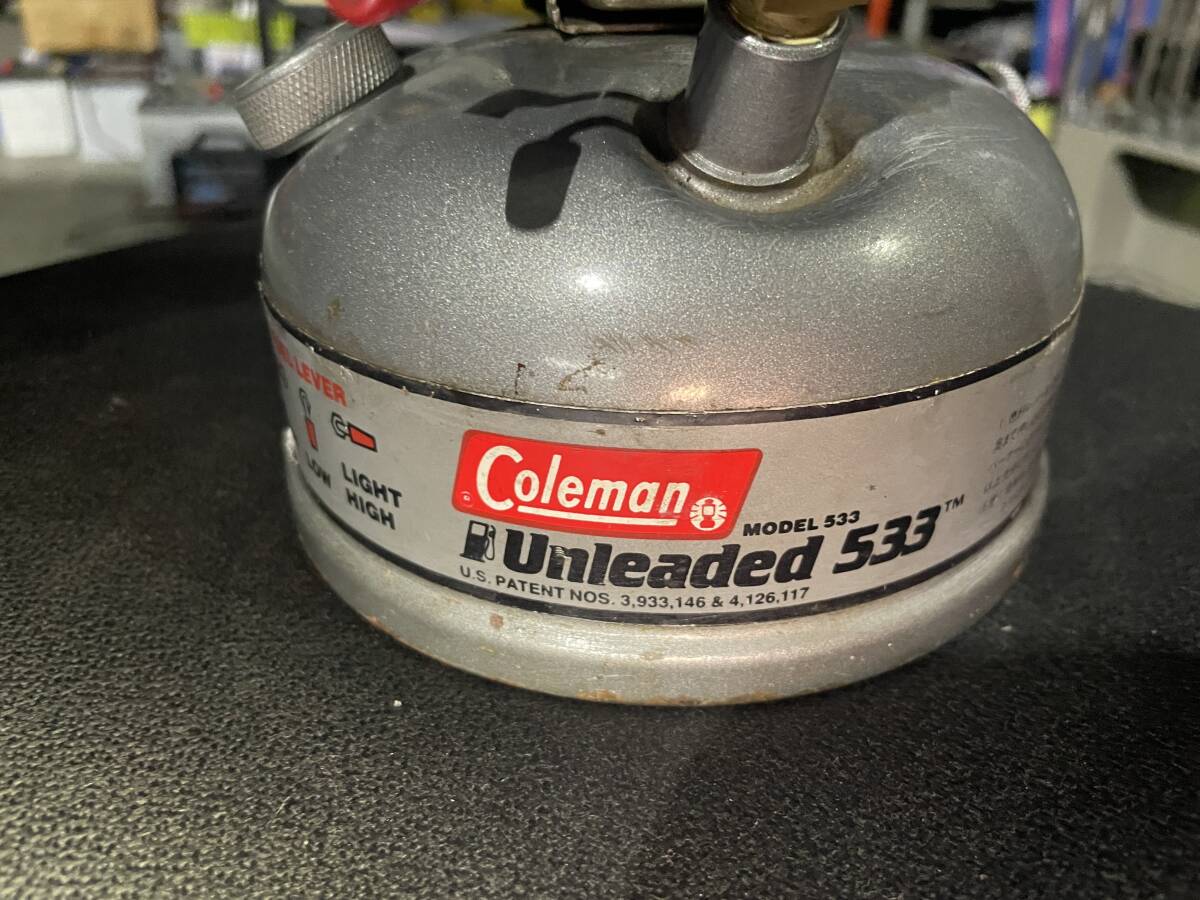 LEVER
LOW
LIGHT
HIGH
Coleman
MODEL 533
Unleaded 533™
U.S. PATENT NOS. 3,933,146 & 4,126,117